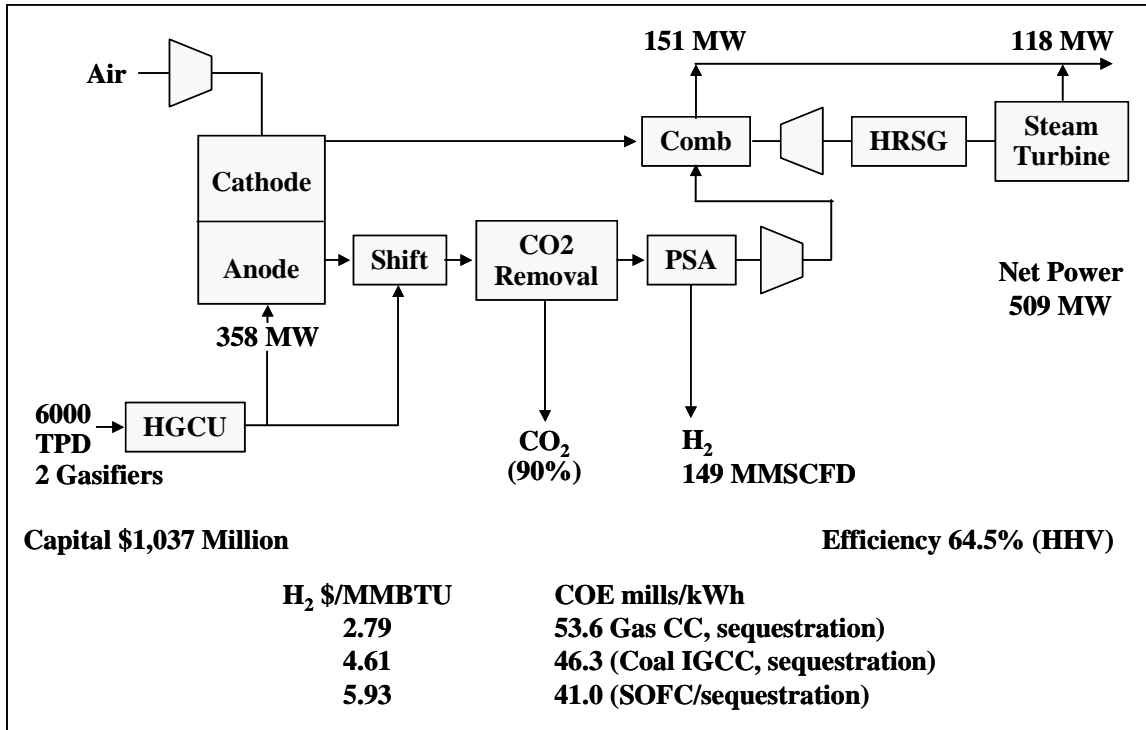 151 MW
118 MW
Air
Comb
HRSG
Steam
Turbine
Cathode
Anode
Shift
CO2
Removal
PSA
Net Power
509 MW
358 MW
6000
TPD
2 Gasifiers
HGCU
CO₂
(90%)
H₂
149 MMSCFD
Capital $1,037 Million
Efficiency 64.5% (HHV)
H₂ $/MMBTU COE mills/kWh
2.79 53.6 Gas CC, sequestration)
4.61 46.3 (Coal IGCC, sequestration)
5.93 41.0 (SOFC/sequestration)